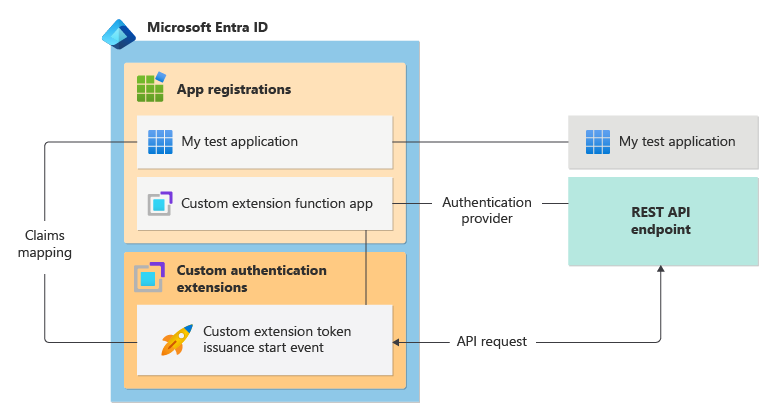 Microsoft Entra ID
App registrations
My test application
My test application
Custom extension function app
Authentication
provider
REST API
endpoint
Claims
mapping
Custom authentication
extensions
Custom extension token
issuance start event
API request